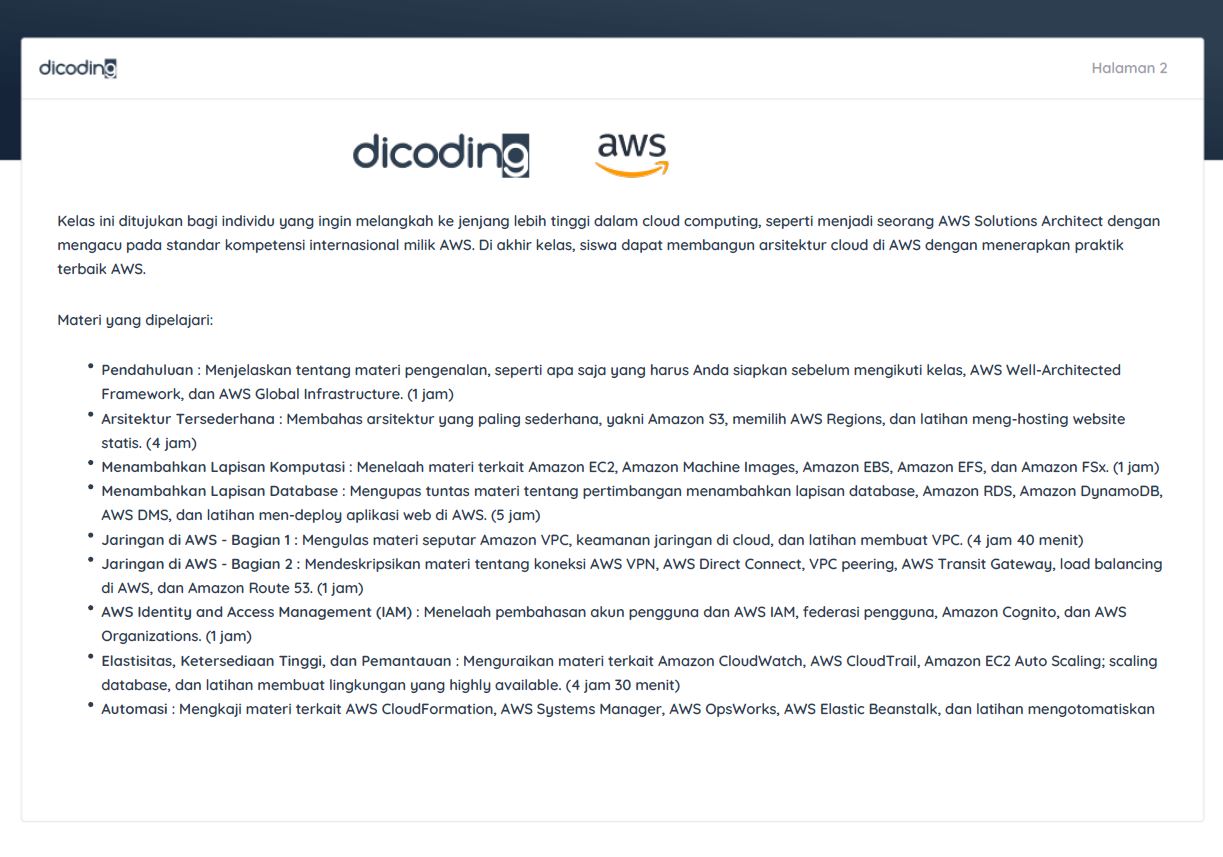 dicoding
Halaman 2
dicoding aws
Kelas ini ditujukan bagi individu yang ingin melangkah ke jenjang lebih tinggi dalam cloud computing, seperti menjadi seorang AWS Solutions Architect dengan
mengacu pada standar kompetensi internasional milik AWS. Di akhir kelas, siswa dapat membangun arsitektur cloud di AWS dengan menerapkan praktik
terbaik AWS.
Materi yang dipelajari:
• Pendahuluan : Menjelaskan tentang materi pengenalan, seperti apa saja yang harus Anda siapkan sebelum mengikuti kelas, AWS Well-Architected
Framework, dan AWS Global Infrastructure. (1 jam)
• Arsitektur Tersederhana : Membahas arsitektur yang paling sederhana, yakni Amazon S3, memilih AWS Regions, dan latihan meng-hosting website
statis. (4 jam)
• Menambahkan Lapisan Komputasi : Menelaah materi terkait Amazon EC2, Amazon Machine Images, Amazon EBS, Amazon EFS, dan Amazon FSx. (1 jam)
• Menambahkan Lapisan Database : Mengupas tuntas materi tentang pertimbangan menambahkan lapisan database, Amazon RDS, Amazon DynamoDB,
AWS DMS, dan latihan men-deploy aplikasi web di AWS. (5 jam)
• Jaringan di AWS - Bagian 1 : Mengulas materi seputar Amazon VPC, keamanan jaringan di cloud, dan latihan membuat VPC. (4 jam 40 menit)
• Jaringan di AWS - Bagian 2 : Mendeskripsikan materi tentang koneksi AWS VPN, AWS Direct Connect, VPC peering, AWS Transit Gateway, load balancing
di AWS, dan Amazon Route 53. (1 jam)
• AWS Identity and Access Management (IAM) : Menelaah pembahasan akun pengguna dan AWS IAM, federasi pengguna, Amazon Cognito, dan AWS
Organizations. (1 jam)
• Elastisitas, Ketersediaan Tinggi, dan Pemantauan : Menguraikan materi terkait Amazon CloudWatch, AWS CloudTrail, Amazon EC2 Auto Scaling; scaling
database, dan latihan membuat lingkungan yang highly available. (4 jam 30 menit)
• Automasi : Mengkaji materi terkait AWS CloudFormation, AWS Systems Manager, AWS OpsWorks, AWS Elastic Beanstalk, dan latihan mengotomatiskan